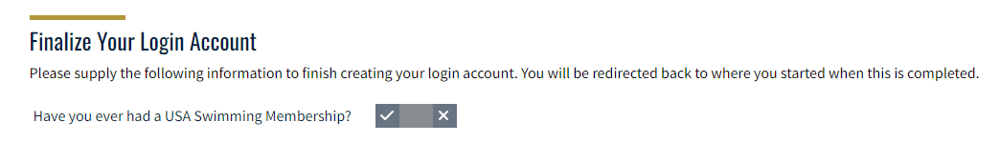 Finalize Your Login Account
Please supply the following information to finish creating your login account. You will be redirected back to where you started when this is completed.
Have you ever had a USA Swimming Membership?